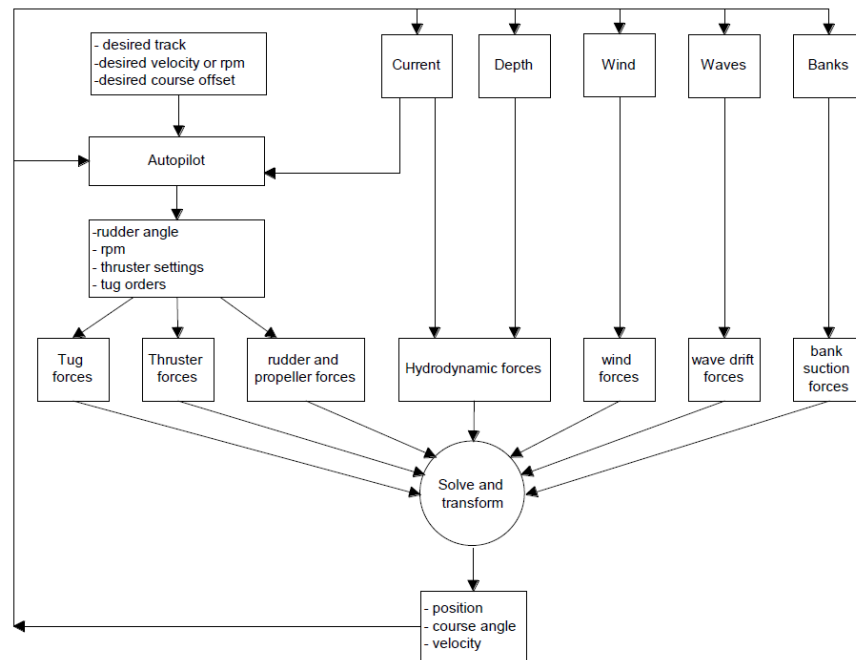 - desired track
-desired velocity or rpm
-desired course offset
Current
Depth
Wind
Waves
Banks
Autopilot
-rudder angle
- rpm
- thruster settings
- tug orders
Tug
forces
Thruster
forces
rudder and
propeller forces
Hydrodynamic forces
wind
forces
wave drift
forces
bank
suction
forces
Solve and
transform
- position
- course angle
- velocity